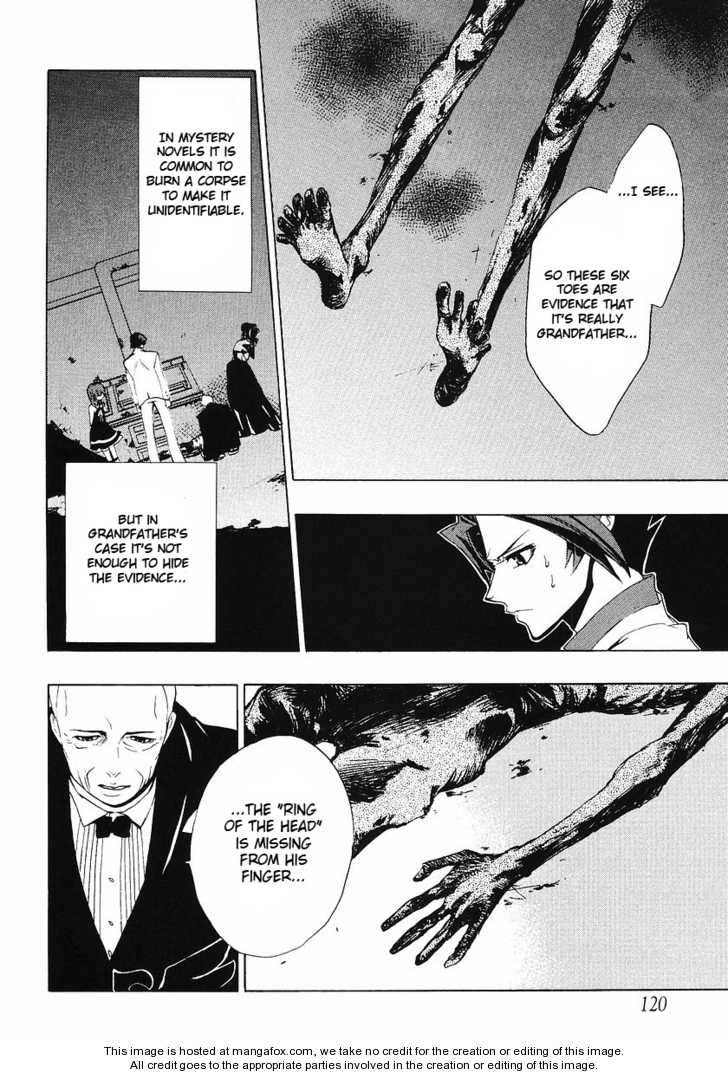 ...I SEE...
SO THESE SIX
TOES ARE
EVIDENCE THAT
IT'S REALLY
GRANDFATHER...
IN MYSTERY
NOVELS IT IS
COMMON TO
BURN A CORPSE
TO MAKE IT
UNIDENTIFIABLE.
BUT IN
GRANDFATHER'S
CASE IT'S NOT
ENOUGH TO HIDE
THE EVIDENCE...
...THE "RING
OF THE HEAD"
IS MISSING
FROM HIS
FINGER...
120
This image is hosted at mangafox.com, we take no credit for the creation or editing of this image.
All credit goes to the appropriate parties involved in the creation or editing of this image.